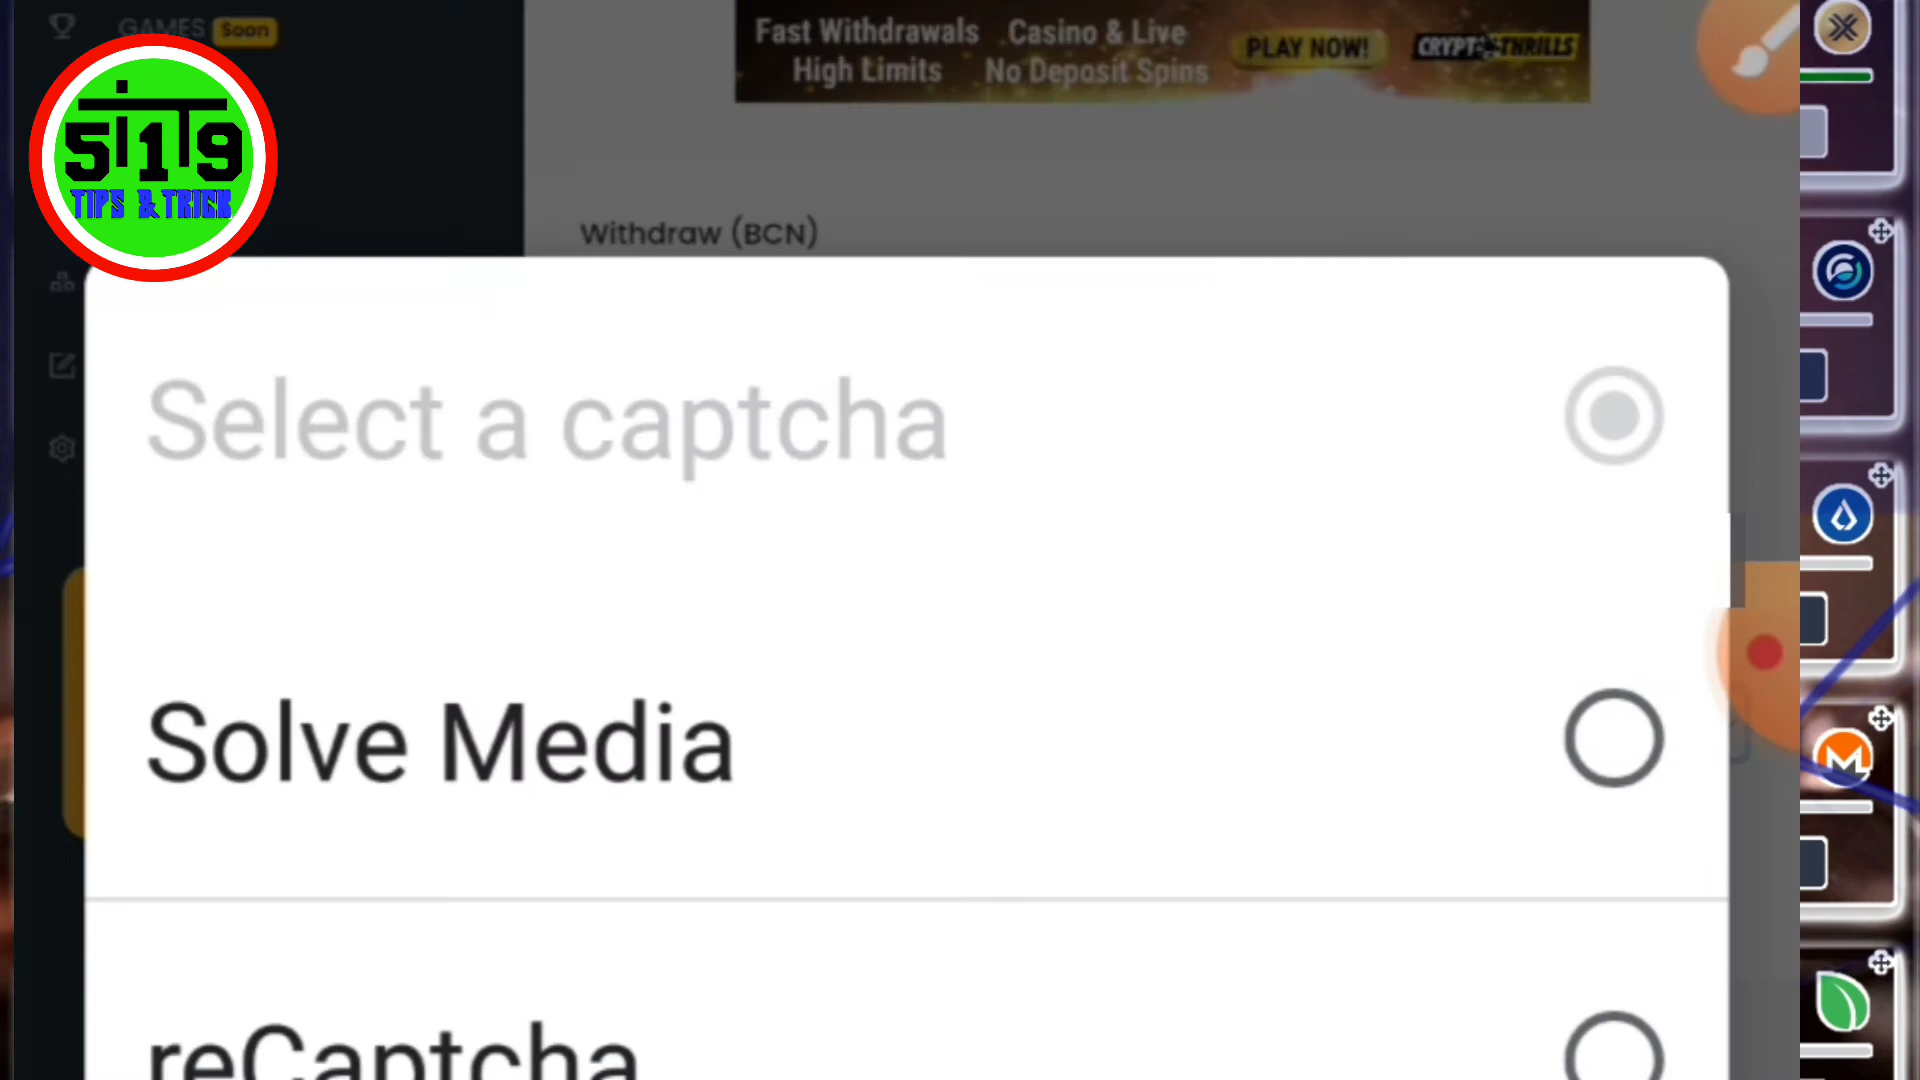 GAMES Soon
Fast Withdrawals Casino & Live
High Limits No Deposit Spins
PLAY NOW!
CRYPTO THRILLS
5119
TIPS & TRICK
Withdraw (BCN)
Select a captcha
Solve Media
reCaptcha